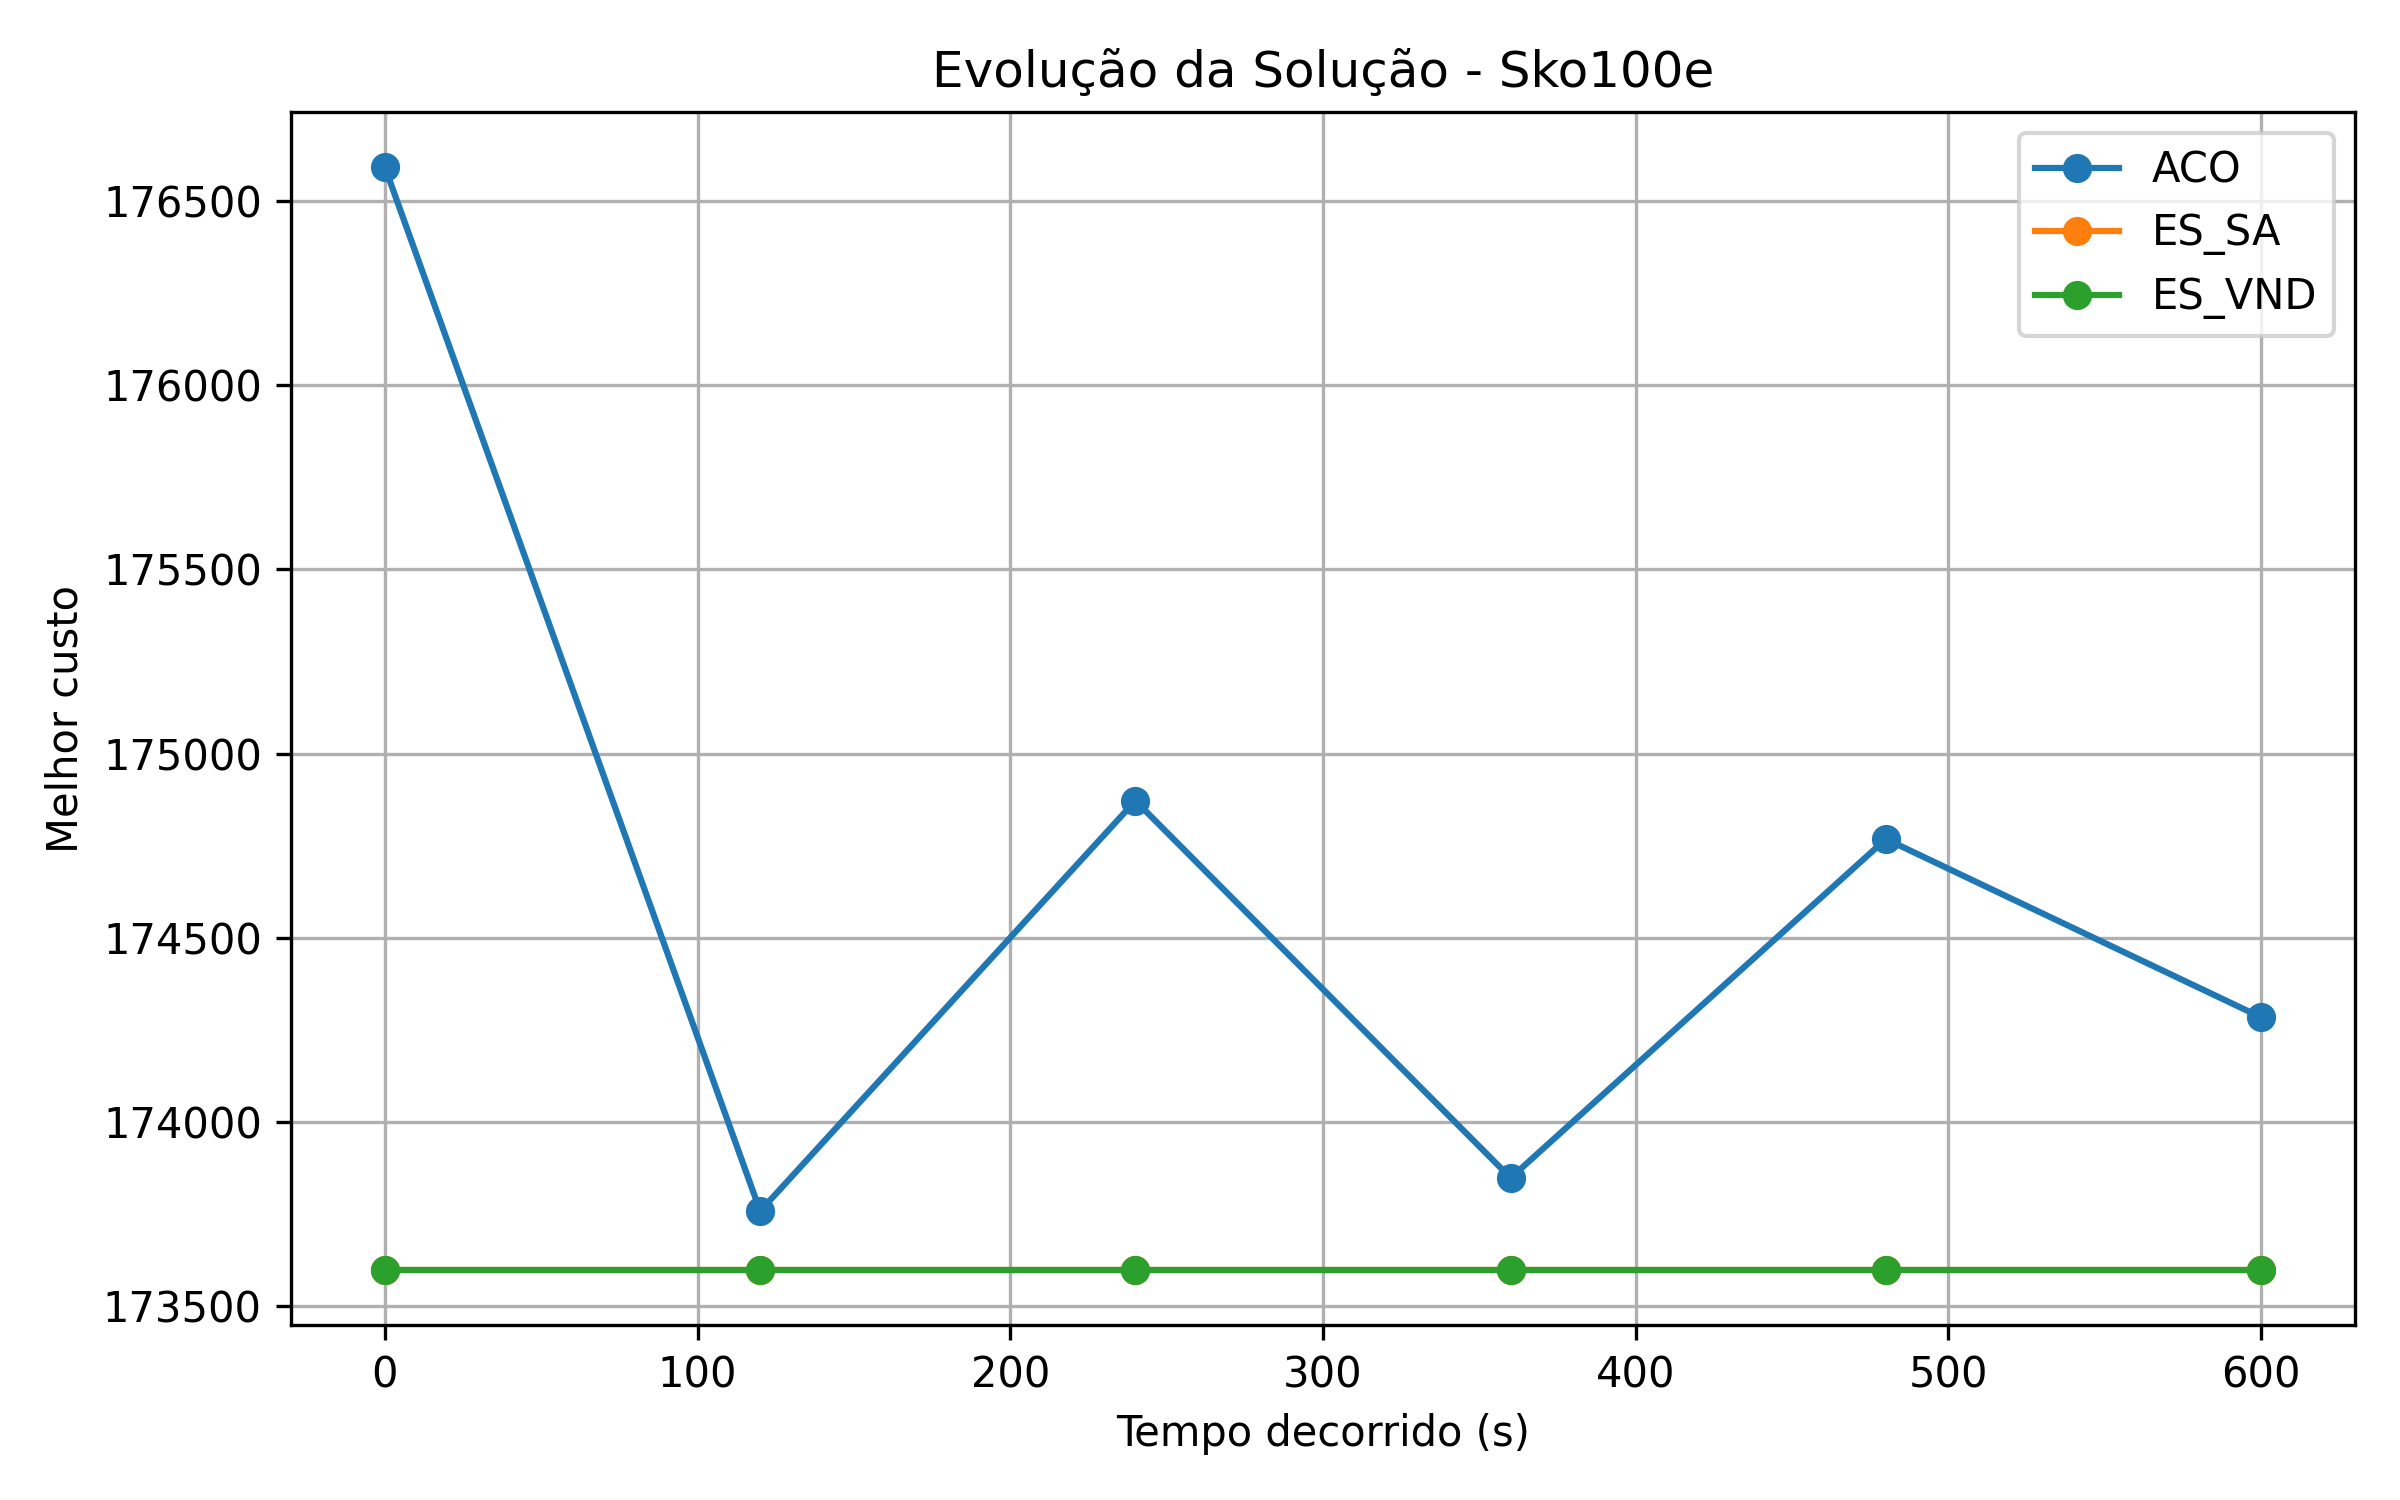 Evolução da Solução - Sko100e
ACO
ES_SA
ES_VND
Melhor custo
176500
176000
175500
175000
174500
174000
173500
0 100 200 300 400 500 600
Tempo decorrido (s)